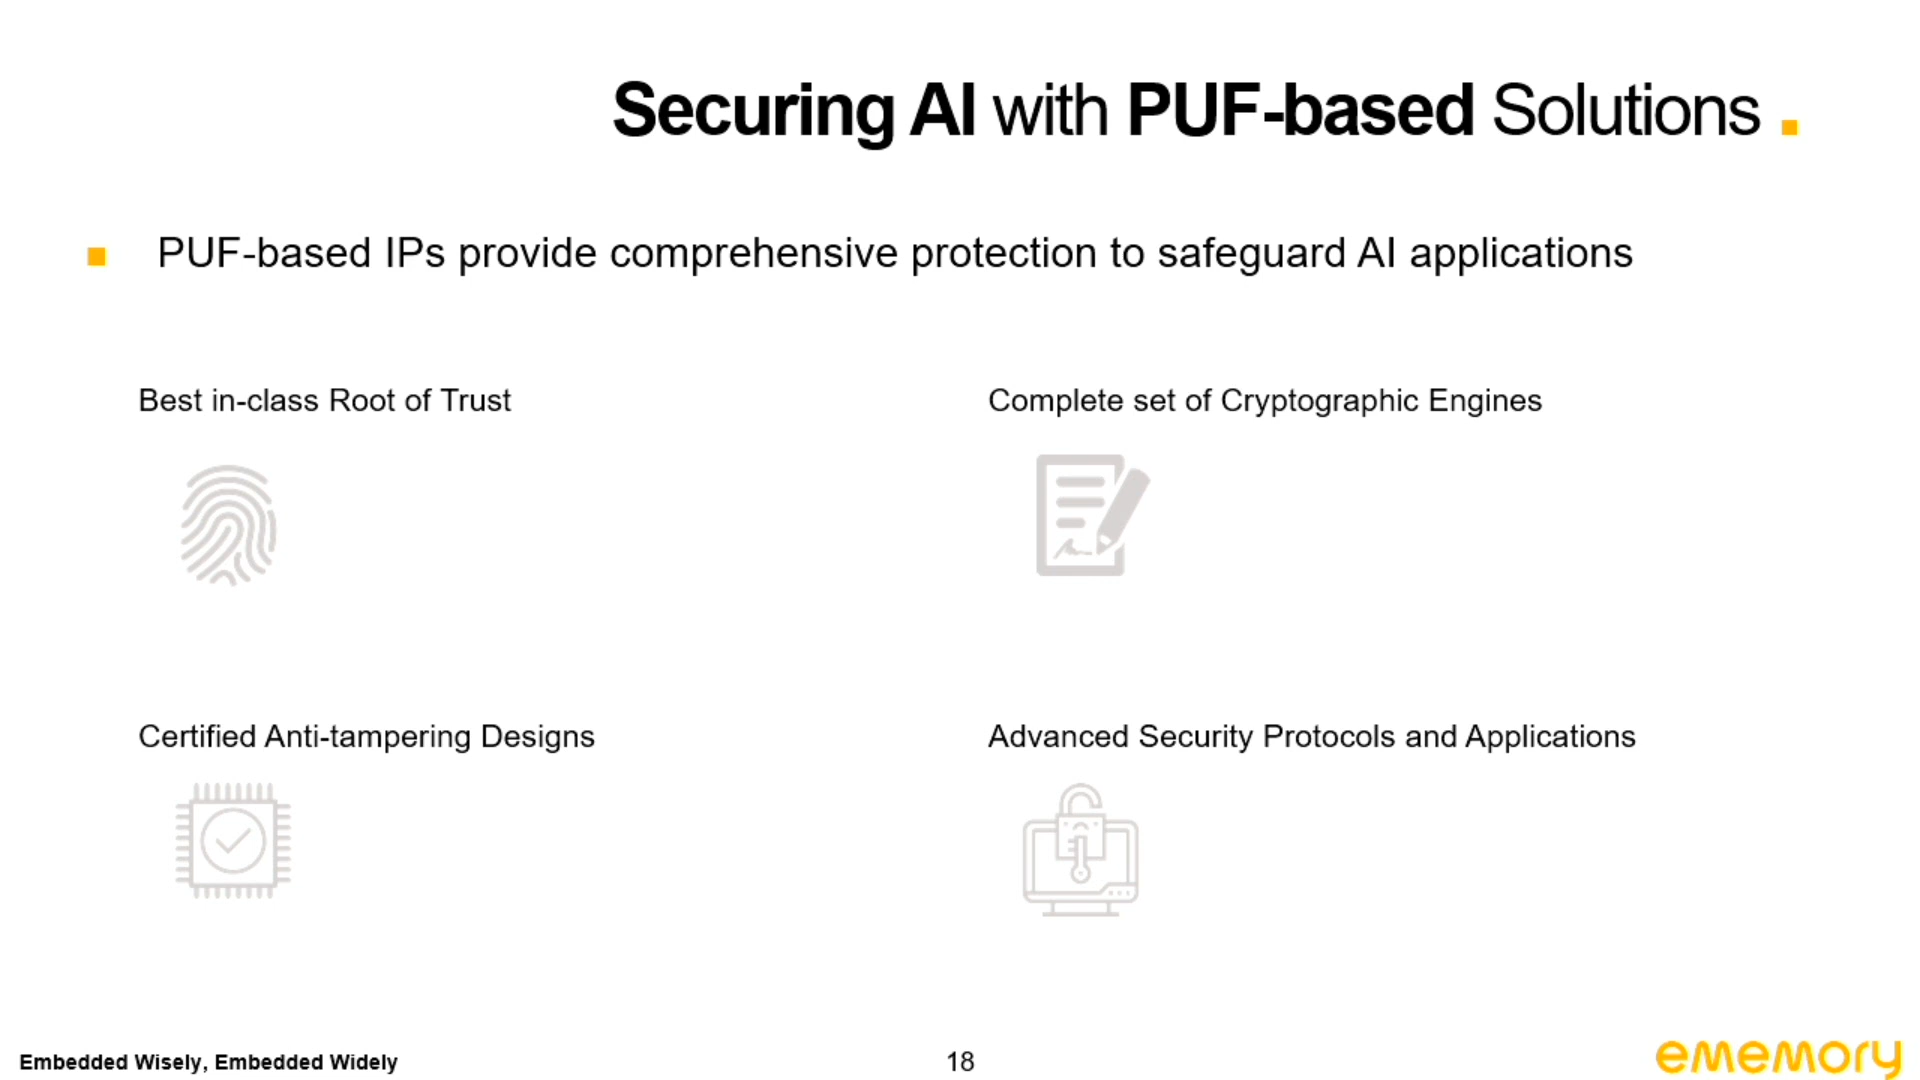 Securing AI with PUF-based Solutions .
PUF-based IPs provide comprehensive protection to safeguard AI applications
Best in-class Root of Trust
Complete set of Cryptographic Engines
Certified Anti-tampering Designs
Advanced Security Protocols and Applications
Embedded Wisely, Embedded Widely
18
ememory